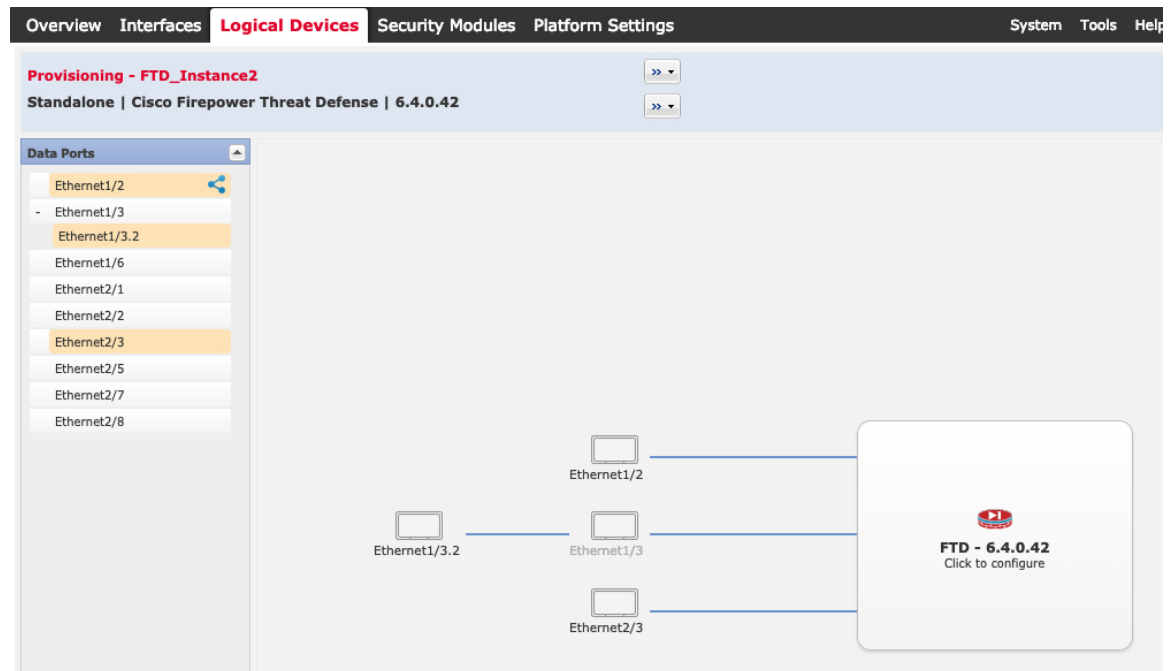 Overview Interfaces Logical Devices Security Modules Platform Settings System Tools Help
Provisioning - FTD_Instance2
Standalone | Cisco Firepower Threat Defense | 6.4.0.42
Data Ports
Ethernet1/2
- Ethernet1/3
Ethernet1/3.2
Ethernet1/6
Ethernet2/1
Ethernet2/2
Ethernet2/3
Ethernet2/5
Ethernet2/7
Ethernet2/8
Ethernet1/2
Ethernet1/3.2
Ethernet1/3
Ethernet2/3
FTD - 6.4.0.42
Click to configure